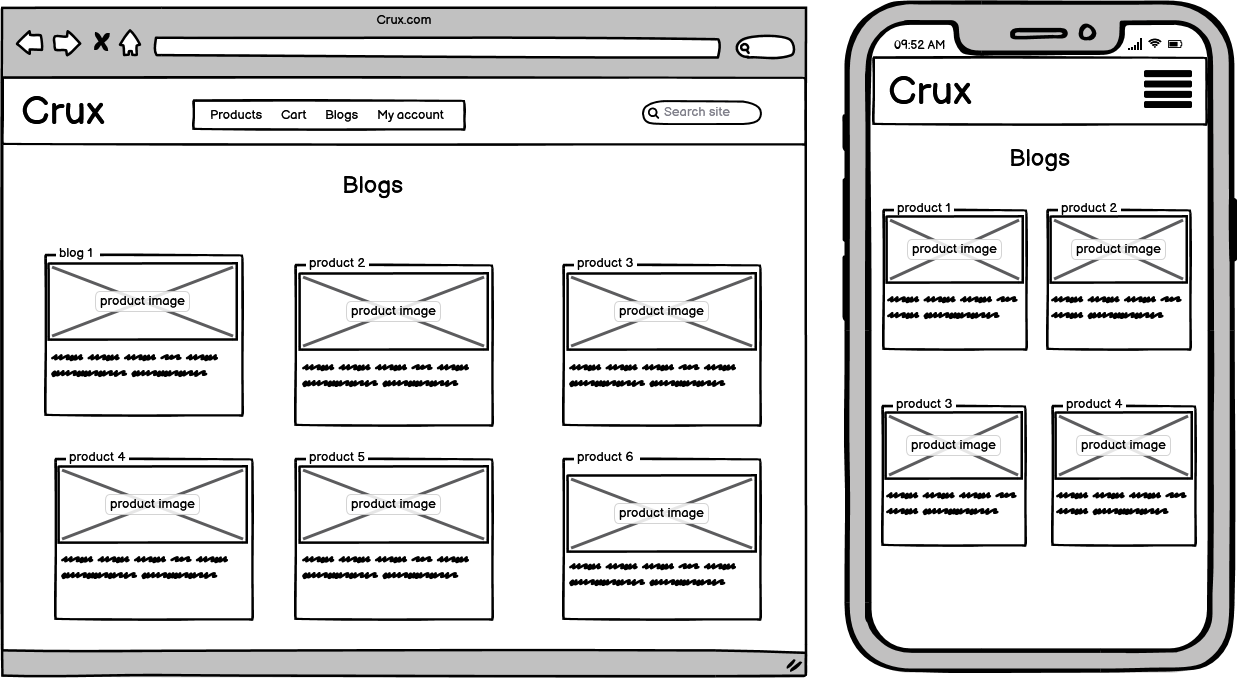 Crux.com
Crux
Products Cart Blogs My account
Search site
Blogs
blog 1
product image
product 2
product image
product 3
product image
product 4
product image
product 5
product image
product 6
product image
09:52 AM
Crux
Blogs
product 1
product image
product 2
product image
product 3
product image
product 4
product image